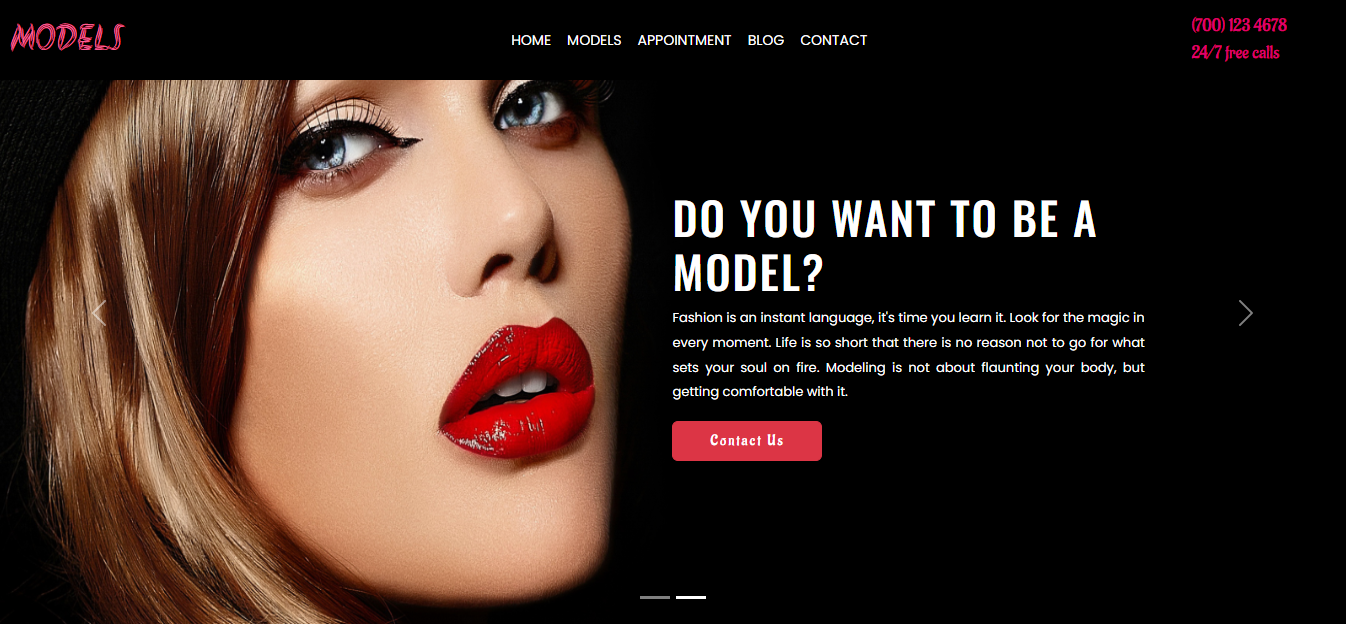 MODELS
HOME MODELS APPOINTMENT BLOG CONTACT
(700) 123 4678
24/7 free calls
DO YOU WANT TO BE A
MODEL?
Fashion is an instant language, it's time you learn it. Look for the magic in
every moment. Life is so short that there is no reason not to go for what
sets your soul on fire. Modeling is not about flaunting your body, but
getting comfortable with it.
Contact Us